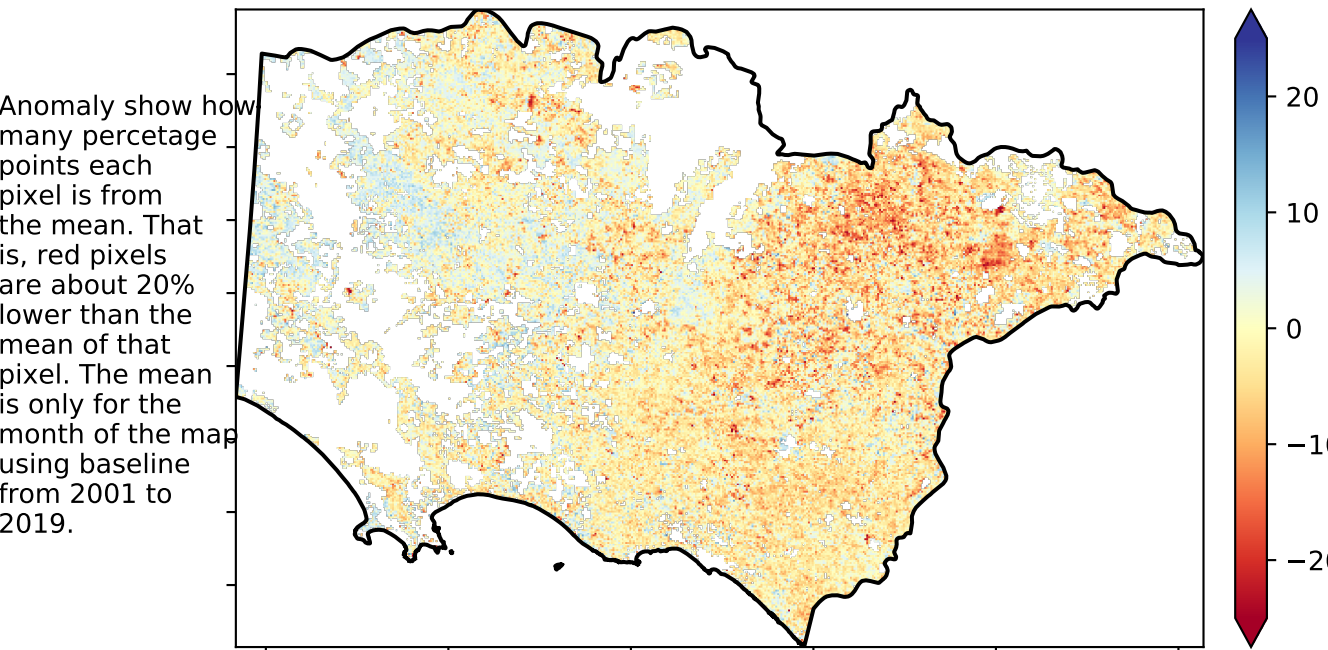 Anomaly show how
many percetage
points each
pixel is from
the mean. That
is, red pixels
are about 20%
lower than the
mean of that
pixel. The mean
is only for the
month of the map
using baseline
from 2001 to
2019.
20
10
0
−10
−20